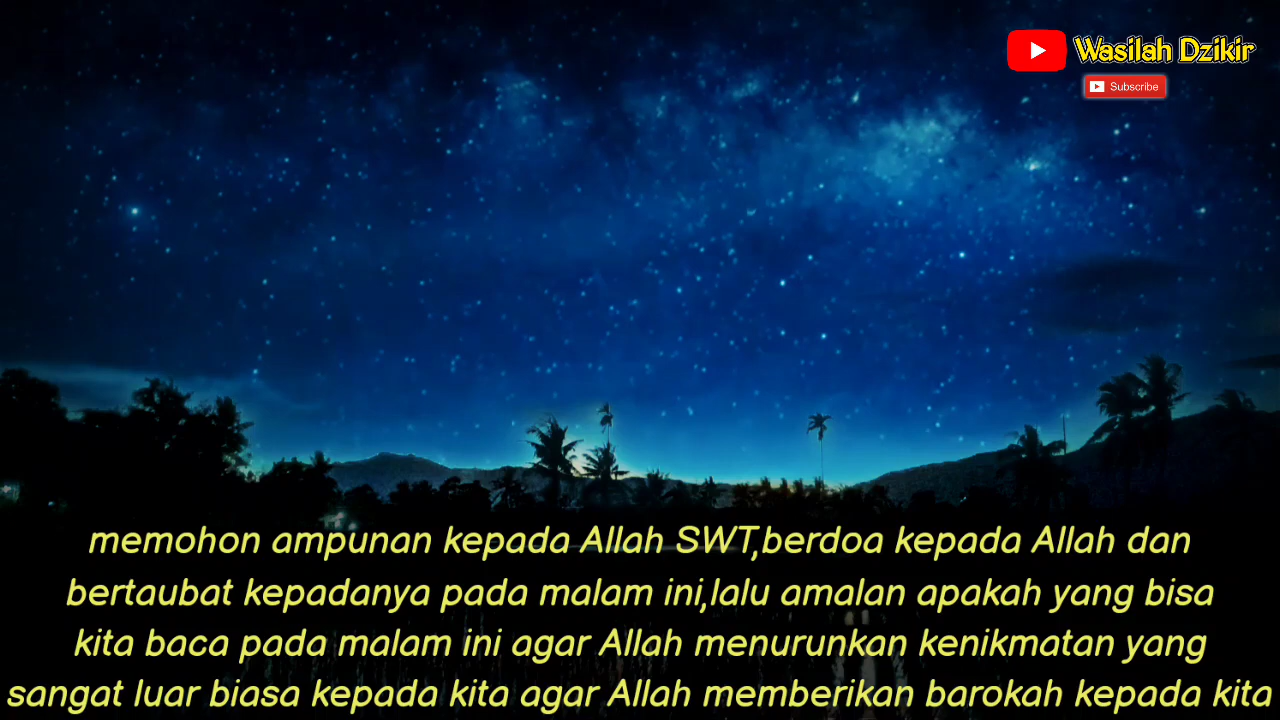 Wasilah Dzikir
Subscribe
memohon ampunan kepada Allah SWT,berdoa kepada Allah dan
bertaubat kepadanya pada malam ini,lalu amalan apakah yang bisa
kita baca pada malam ini agar Allah menurunkan kenikmatan yang
sangat luar biasa kepada kita agar Allah memberikan barokah kepada kita